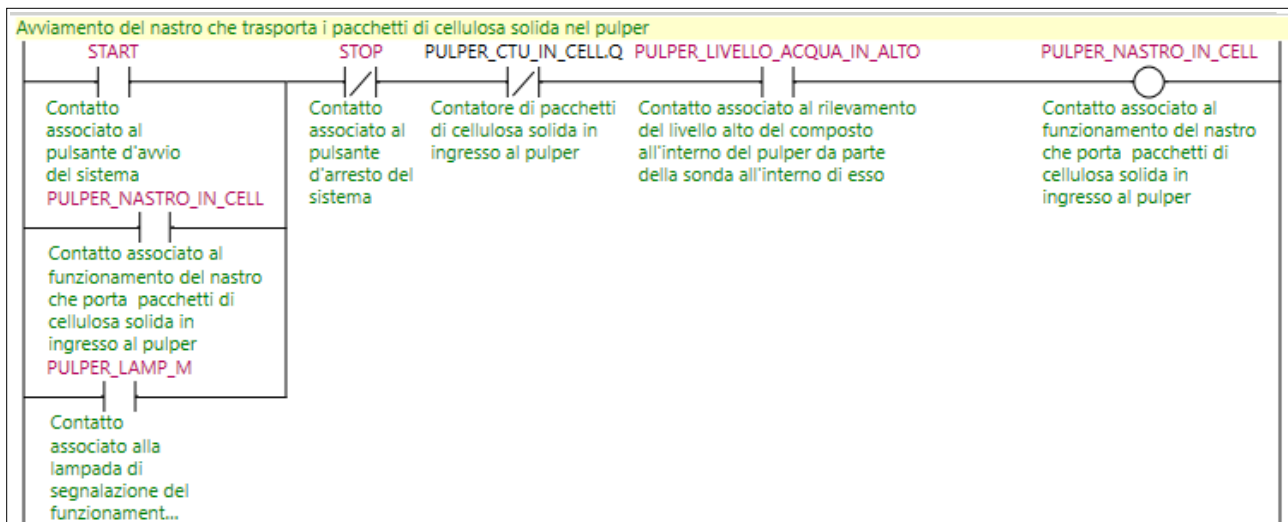 Avviamento del nastro che trasporta i pacchetti di cellulosa solida nel pulper
START
STOP
PULPER_CTU_IN_CELL.Q
PULPER_LIVELLO_ACQUA_IN_ALTO
PULPER_NASTRO_IN_CELL
Contatto
associato al
pulsante d'avvio
del sistema
Contatto
associato al
pulsante
d'arresto del
sistema
Contatore di pacchetti
di cellulosa solida in
ingresso al pulper
Contatto associato al rilevamento
del livello alto del composto
all'interno del pulper da parte
della sonda all'interno di esso
Contatto associato al
funzionamento del nastro
che porta  pacchetti di
cellulosa solida in
ingresso al pulper
PULPER_NASTRO_IN_CELL
Contatto associato al
funzionamento del nastro
che porta  pacchetti di
cellulosa solida in
ingresso al pulper
PULPER_LAMP_M
Contatto
associato alla
lampada di
segnalazione del
funzionament...